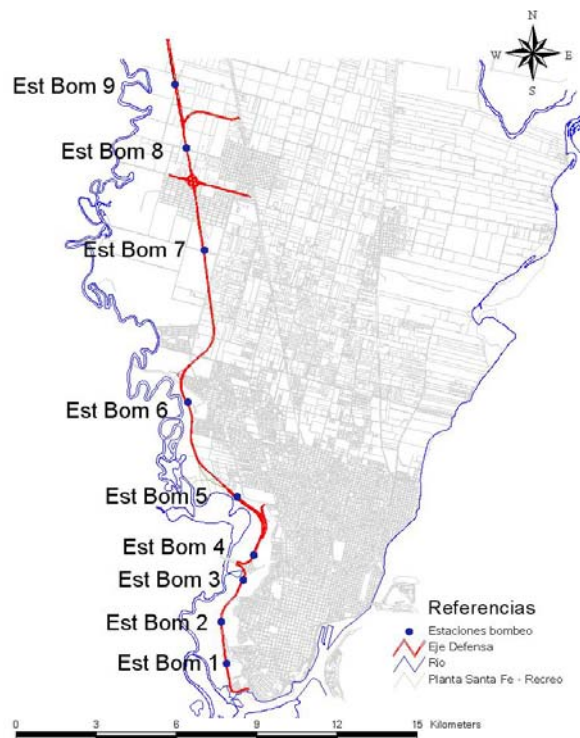 N
W E
S
Est Bom 9
Est Bom 8
Est Bom 7
Est Bom 6
Est Bom 5
Est Bom 4
Est Bom 3
Est Bom 2
Est Bom 1
Referencias
Estaciones bombeo
Eje Defensa
Rio
Planta Santa Fe - Recreo
0 3 6 9 12 15 Kilometers